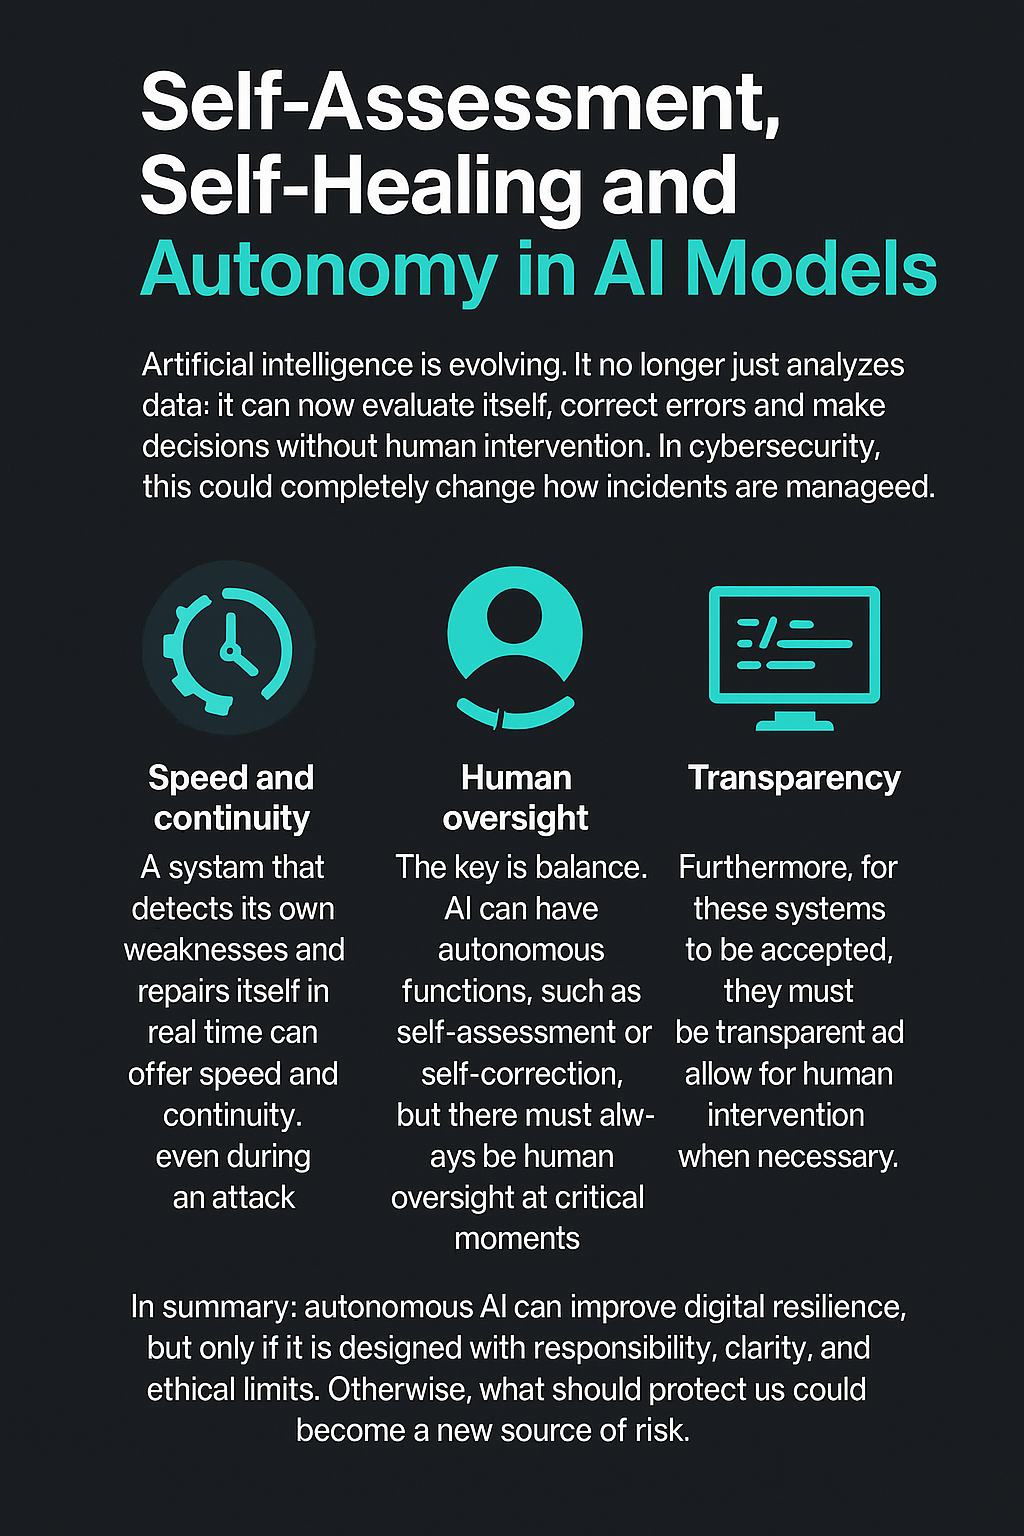 Self-Assessment,
Self-Healing and
Autonomy in AI Models
Artificial intelligence is evolving. It no longer just analyzes
data: it can now evaluate itself, correct errors and make
decisions without human intervention. In cybersecurity,
this could completely change how incidents are manageed.
Speed and
continuity
A systam that
detects its own
weaknesses and
repairs itself in
real time can
offer speed and
continuity.
even during
an attack
Human
oversight
The key is balance.
AI can have
autonomous
functions, such as
self-assessment or
self-correction,
but there must alw-
ays be human
oversight at critical
moments
Transparency
Furthermore, for
these systems
to be accepted,
they must
be transparent ad
allow for human
intervention
when necessary.
In summary: autonomous AI can improve digital resilience,
but only if it is designed with responsibility, clarity, and
ethical limits. Otherwise, what should protect us could
become a new source of risk.